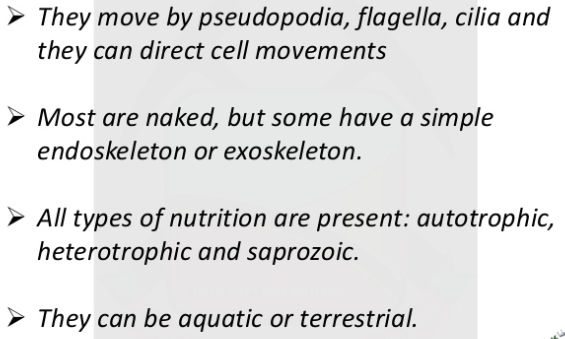 ➢ They move by pseudopodia, flagella, cilia and
they can direct cell movements
➢ Most are naked, but some have a simple
endoskeleton or exoskeleton.
➢ All types of nutrition are present: autotrophic,
heterotrophic and saprozoic.
➢ They can be aquatic or terrestrial.